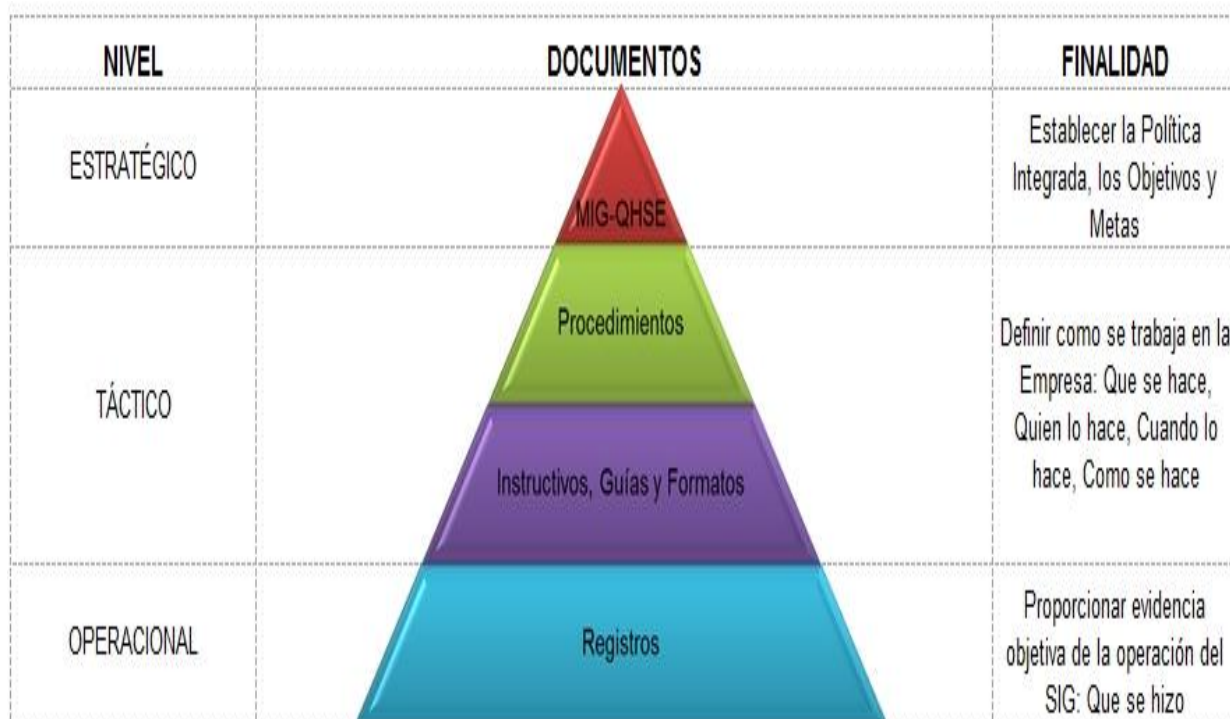 NIVEL
DOCUMENTOS
FINALIDAD
ESTRATÉGICO
MIG-QHSE
Establecer la Política
Integrada, los Objetivos y
Metas
TÁCTICO
Procedimientos
Instructivos, Guías y Formatos
Definir como se trabaja en la
Empresa: Que se hace,
Quien lo hace, Cuando lo
hace, Como se hace
OPERACIONAL
Registros
Proporcionar evidencia
objetiva de la operación del
SIG: Que se hizo